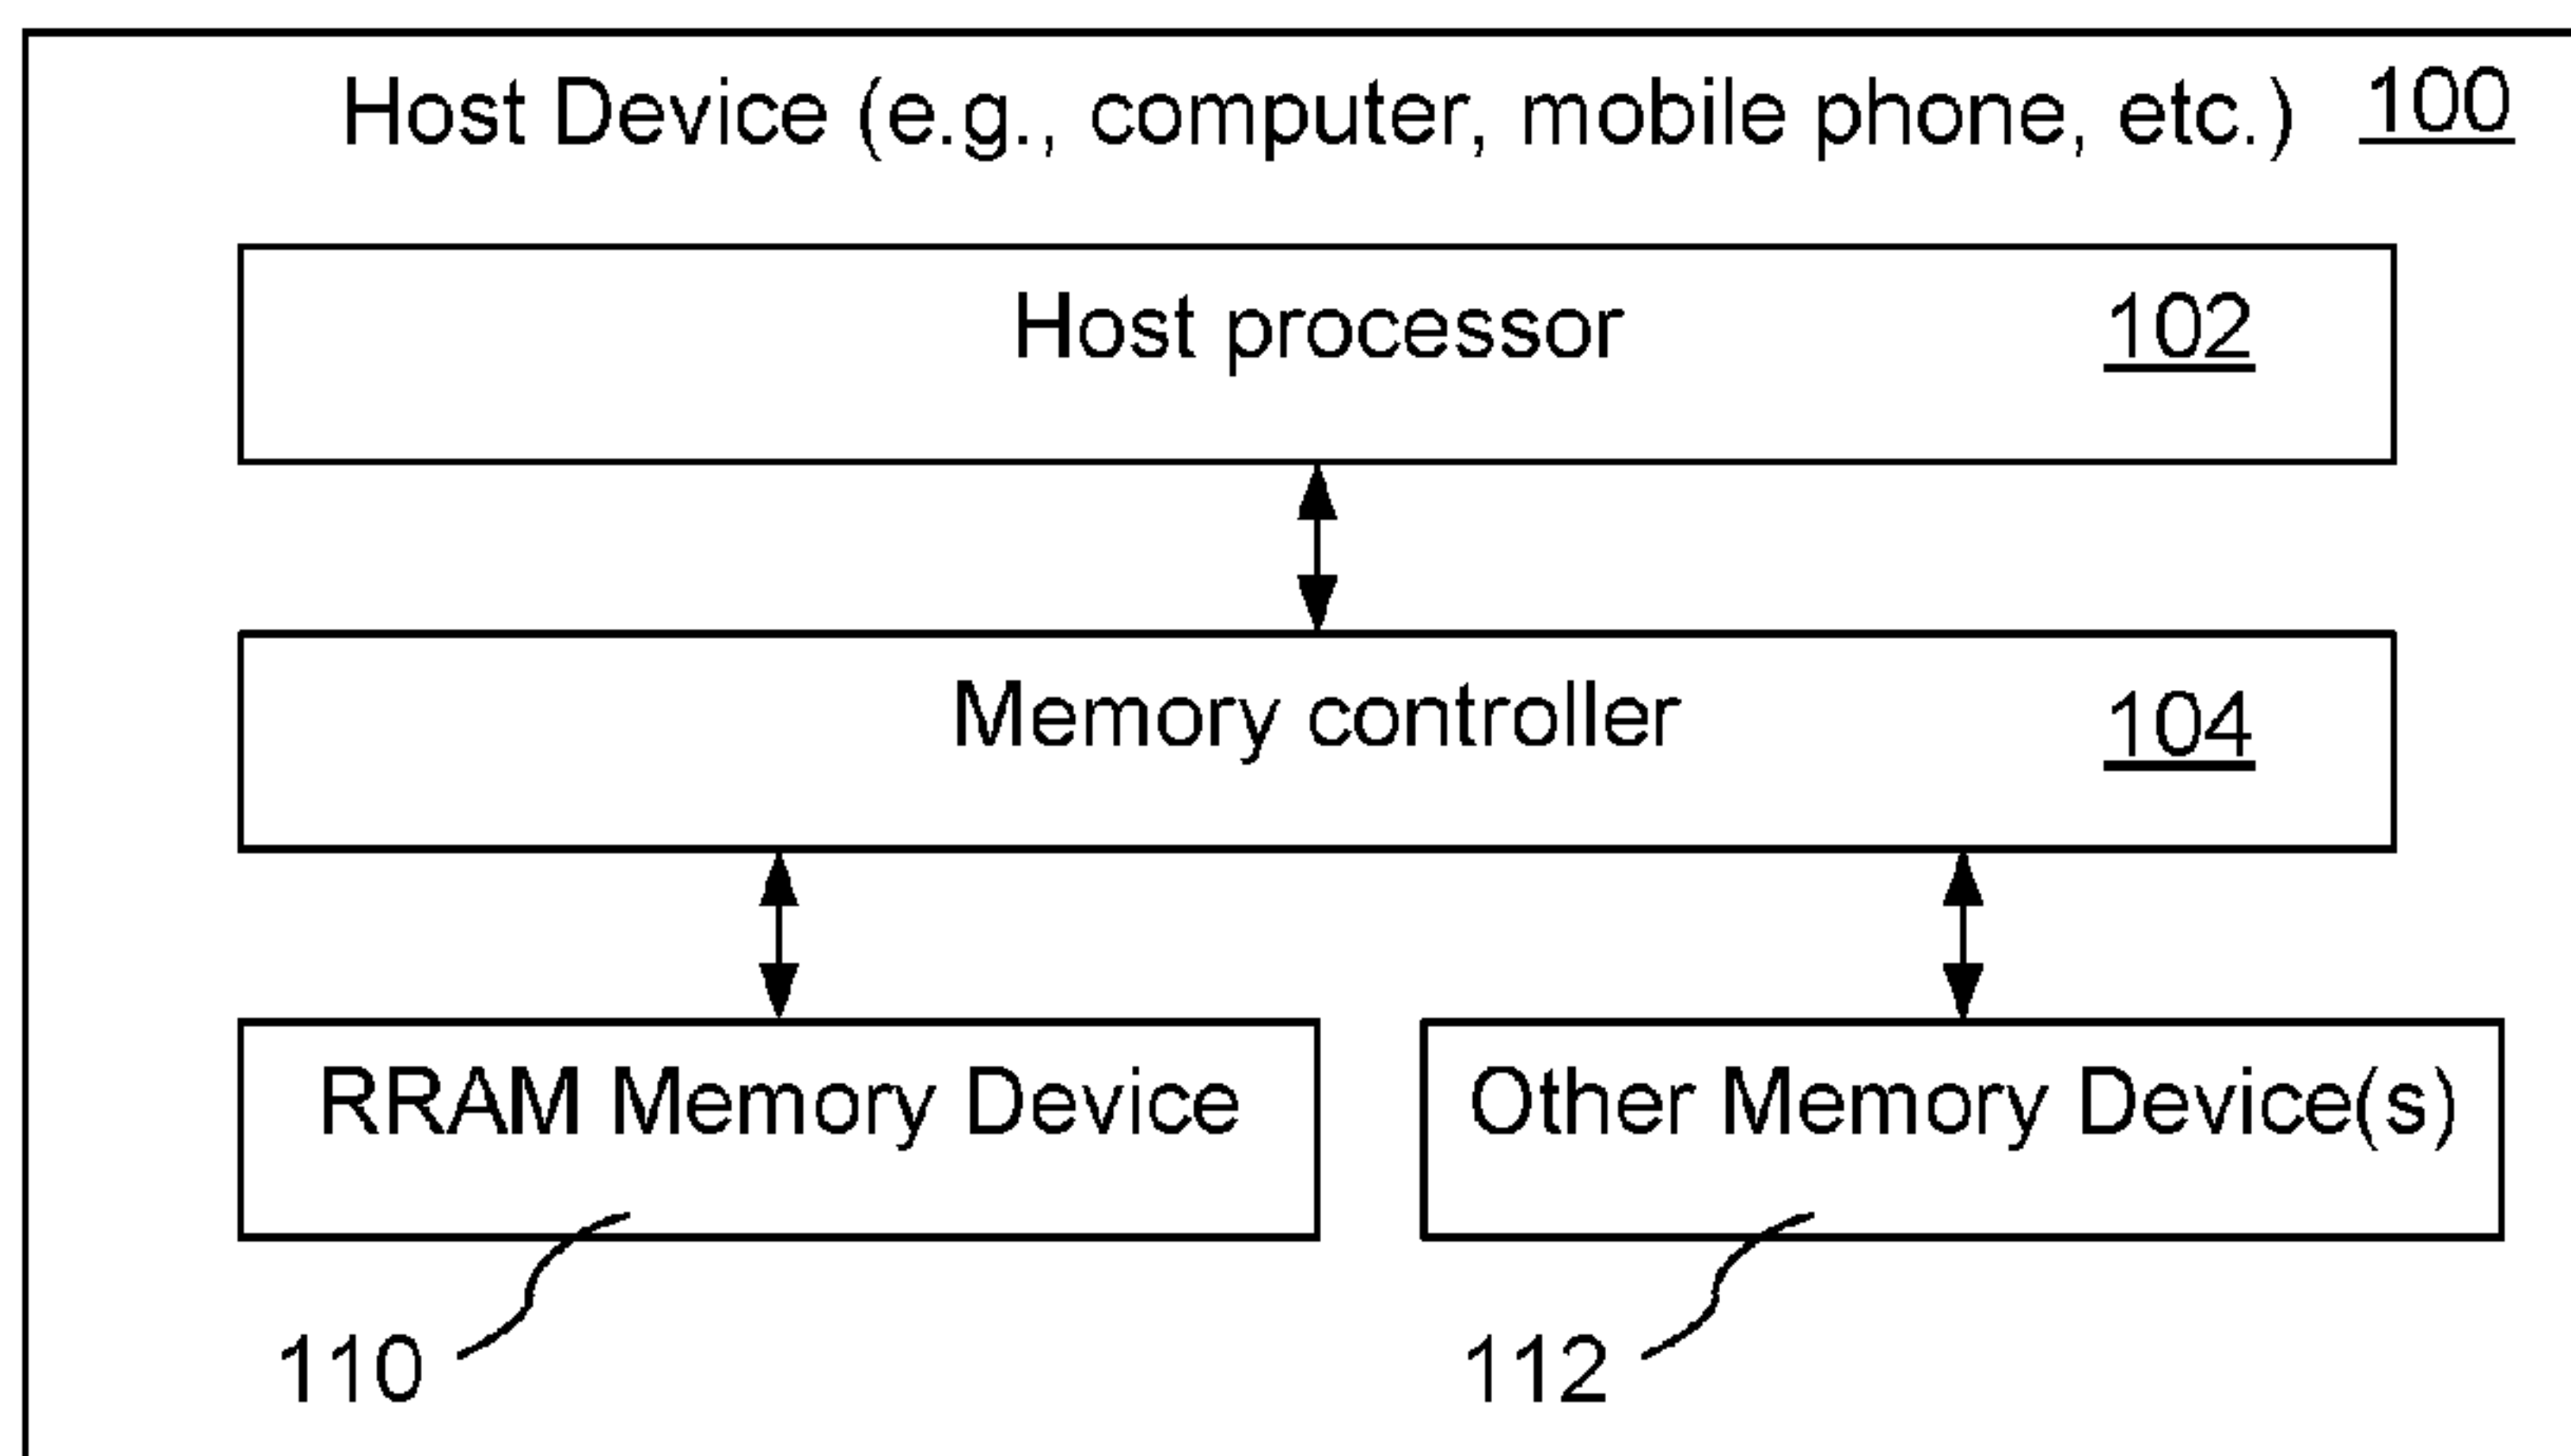 Host Device (e.g., computer, mobile phone, etc.) 100
Host processor 102
Memory controller 104
RRAM Memory Device Other Memory Device(s)
110 112